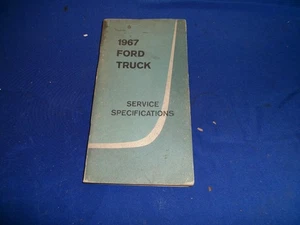 1967
FORD
TRUCK
SERVICE
SPECIFICATIONS